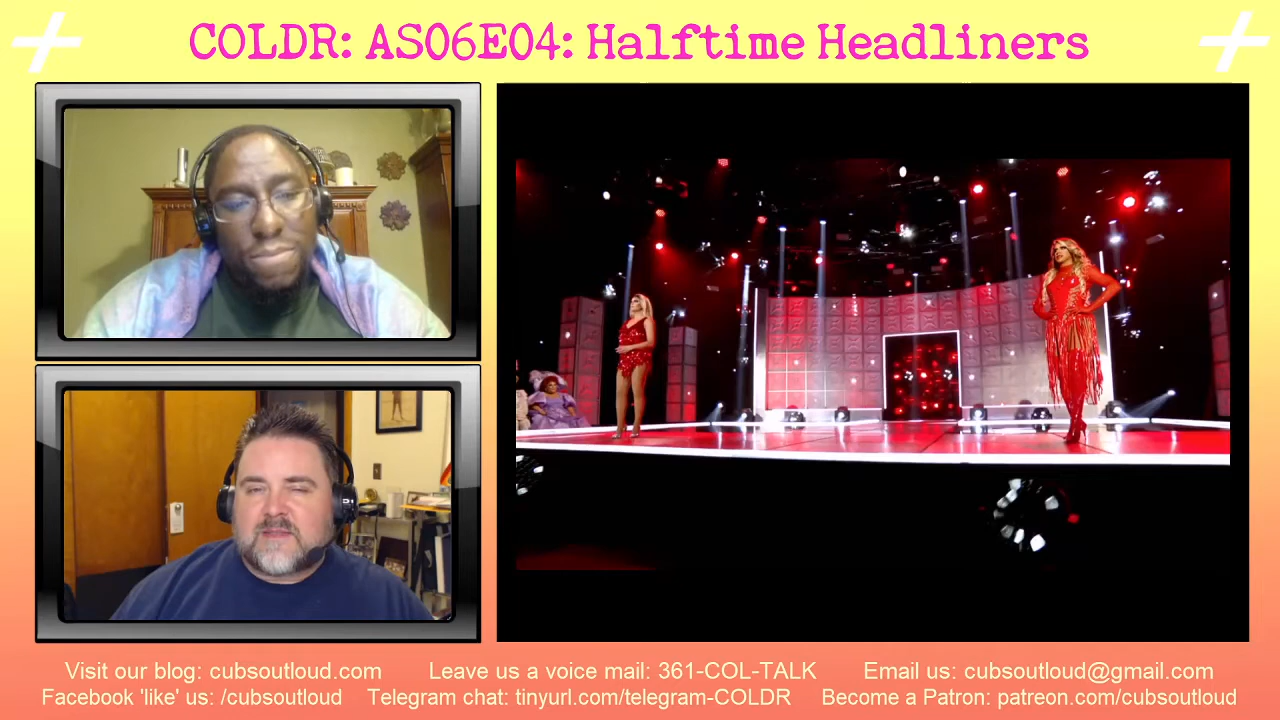 COLDR: AS06E04: Halftime Headliners
Visit our blog: cubsoutloud.com Leave us a voice mail: 361-COL-TALK Email us: cubsoutloud@gmail.com
Facebook 'like' us: /cubsoutloud Telegram chat: tinyurl.com/telegram-COLDR Become a Patron: patreon.com/cubsoutloud